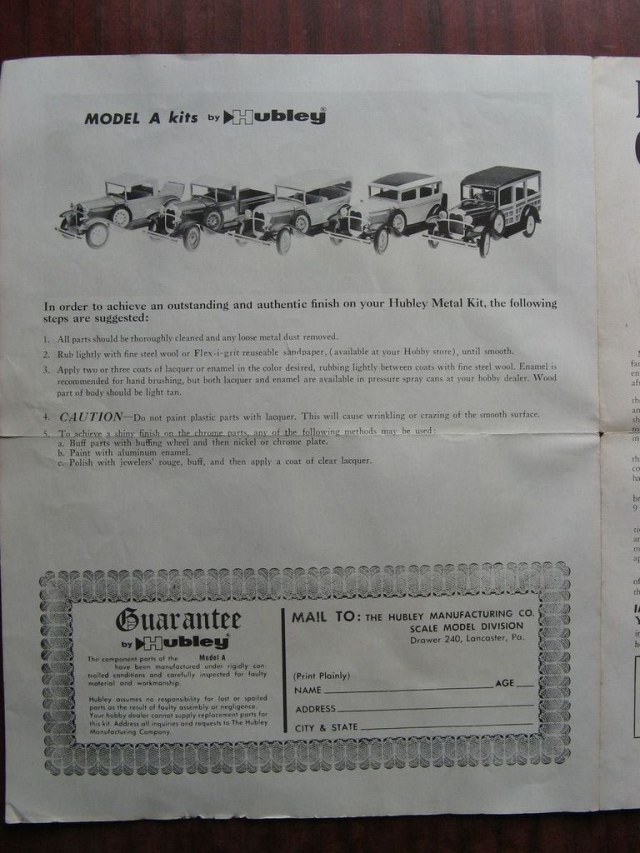 MODEL A kits by Hubley
In order to achieve an outstanding and authentic finish on your Hubley Metal Kit, the following
steps are suggested:
1. All parts should be thoroughly cleaned and any loose metal dust removed.
2. Rub lightly with fine steel wool or Flex-i-grit reuseable sandpaper, (available at your Hobby store), until smooth.
3. Apply two or three coats of lacquer or enamel in the color desired, rubbing lightly between coats with fine steel wool. Enamel is
recommended for hand brushing, but both lacquer and enamel are available in pressure spray cans at your hobby dealer. Wood
part of body should be light tan.
4. CAUTION—Do not paint plastic parts with lacquer. This will cause wrinkling or crazing of the smooth surface.
5. To achieve a shiny finish on the chrome parts, any of the following methods may be used:
a. Buff parts with buffing wheel and then nickel or chrome plate.
b. Paint with aluminum enamel.
c. Polish with jewelers' rouge, buff, and then apply a coat of clear lacquer.
Guarantee
by Hubley
The component parts of the Model A
have been manufactured under rigidly con-
trolled conditions and carefully inspected for faulty
material and workmanship.
Hubley assumes no responsibility for lost or spoiled
parts as the result of faulty assembly or negligence.
Your hobby dealer cannot supply replacement parts for
this kit. Address all inquiries and requests to The Hubley
Manufacturing Company.
MAIL TO: THE HUBLEY MANUFACTURING CO.
SCALE MODEL DIVISION
Drawer 240, Lancaster, Pa.
(Print Plainly)
NAME AGE
ADDRESS
CITY & STATE